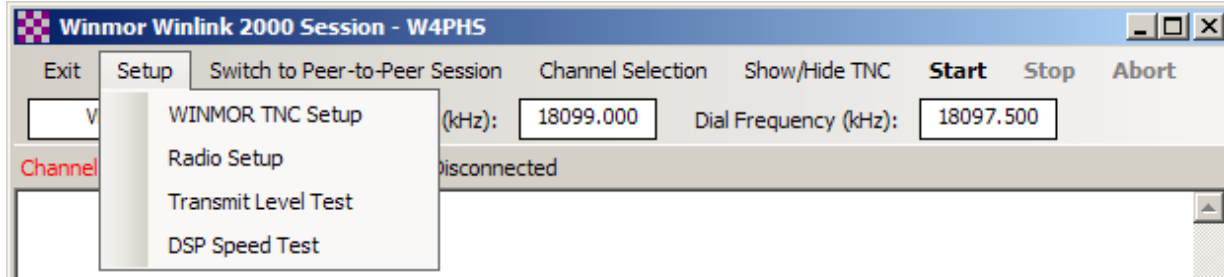 Winmor Winlink 2000 Session - W4PHS
Exit Setup Switch to Peer-to-Peer Session Channel Selection Show/Hide TNC Start Stop Abort
(kHz): 18099.000 Dial Frequency (kHz): 18097.500
Channel Disconnected
WINMOR TNC Setup
Radio Setup
Transmit Level Test
DSP Speed Test